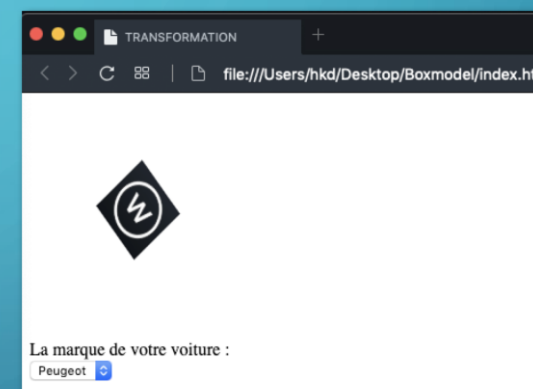 TRANSFORMATION
file:///Users/hkd/Desktop/Boxmodel/index.ht
W
La marque de votre voiture :
Peugeot